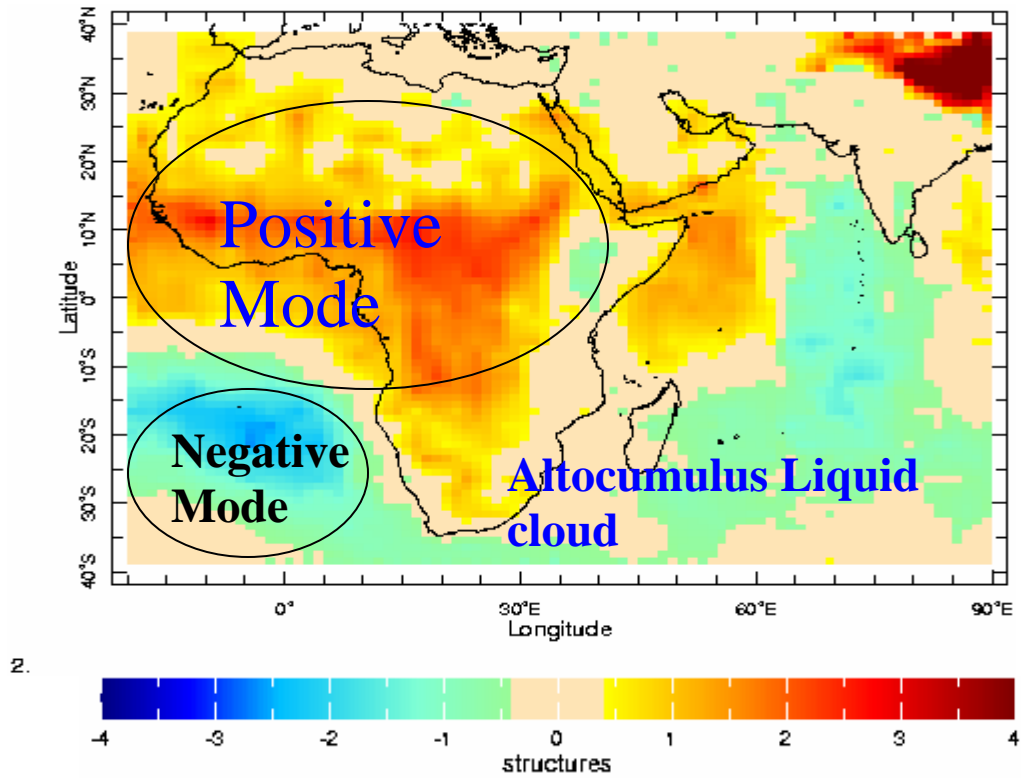 40°N
30°N
20°N
10°N
0°
10°S
20°S
30°S
40°S
Latitude
Positive
Mode
Negative
Mode
Altocumulus Liquid
cloud
0° 30°E 60°E 90°E
Longitude
2.
-4 -3 -2 -1 0 1 2 3 4
structures